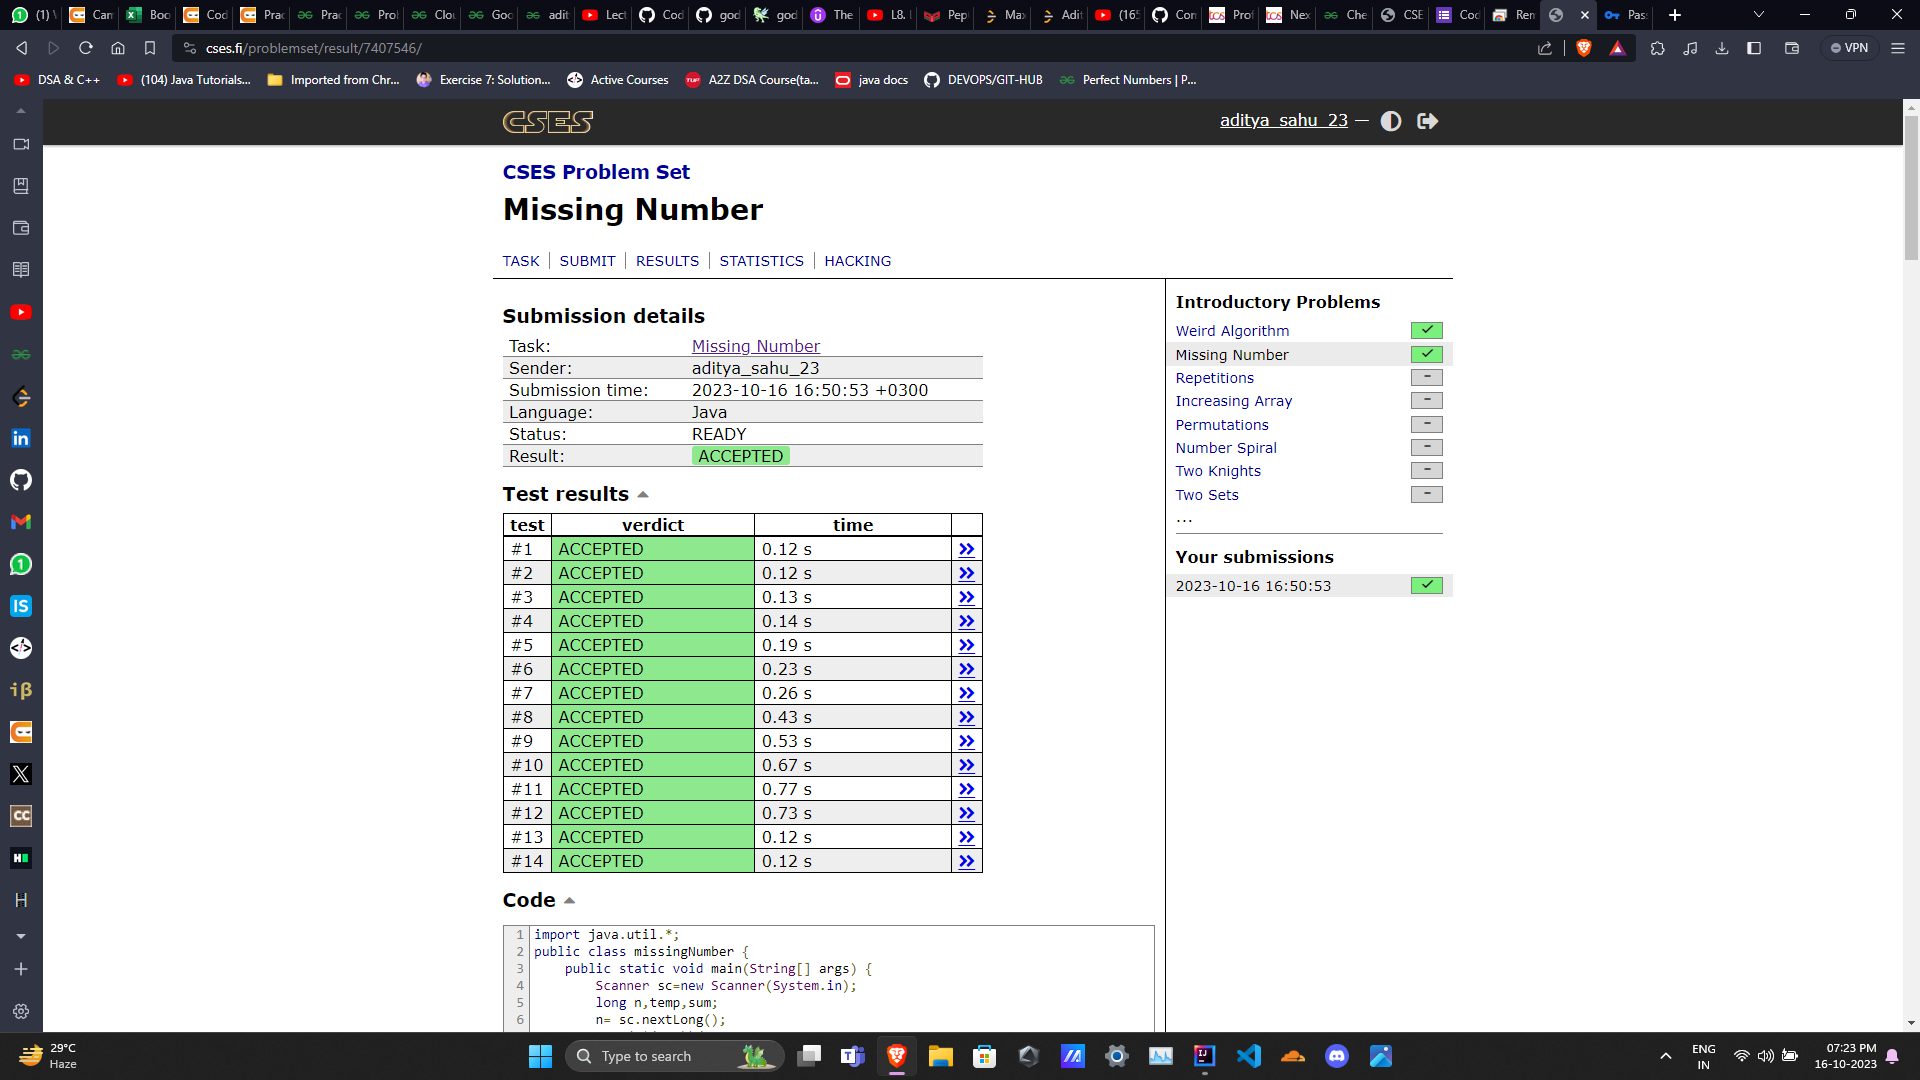 (1) W
Cam
Boo
Cod
Prac
Prac
Prob
Clou
Goo
adit
Lect
Cod
god
god
The
L8. I
Pep
Max
Adit
(165
Con
Prof
Nex
Che
CSE
Cod
Ren
Pas
cses.fi/problemset/result/7407546/
VPN
DSA & C++
(104) Java Tutorials...
Imported from Chr...
Exercise 7: Solution...
Active Courses
A2Z DSA Course(ta...
java docs
DEVOPS/GIT-HUB
Perfect Numbers | P...
CSES
aditya_sahu_23 —
CSES Problem Set
Missing Number
TASK | SUBMIT | RESULTS | STATISTICS | HACKING
Submission details
Task: Missing Number
Sender: aditya_sahu_23
Submission time: 2023-10-16 16:50:53 +0300
Language: Java
Status: READY
Result: ACCEPTED
Test results
test verdict time
#1 ACCEPTED 0.12 s »
#2 ACCEPTED 0.12 s »
#3 ACCEPTED 0.13 s »
#4 ACCEPTED 0.14 s »
#5 ACCEPTED 0.19 s »
#6 ACCEPTED 0.23 s »
#7 ACCEPTED 0.26 s »
#8 ACCEPTED 0.43 s »
#9 ACCEPTED 0.53 s »
#10 ACCEPTED 0.67 s »
#11 ACCEPTED 0.77 s »
#12 ACCEPTED 0.73 s »
#13 ACCEPTED 0.12 s »
#14 ACCEPTED 0.12 s »
Code
1 import java.util.*;
2 public class missingNumber {
3 public static void main(String[] args) {
4 Scanner sc=new Scanner(System.in);
5 long n,temp,sum;
6 n= sc.nextLong();
Introductory Problems
Weird Algorithm
Missing Number
Repetitions –
Increasing Array –
Permutations –
Number Spiral –
Two Knights –
Two Sets –
...
Your submissions
2023-10-16 16:50:53
29°C
Haze
Type to search
ENG
IN
07:23 PM
16-10-2023